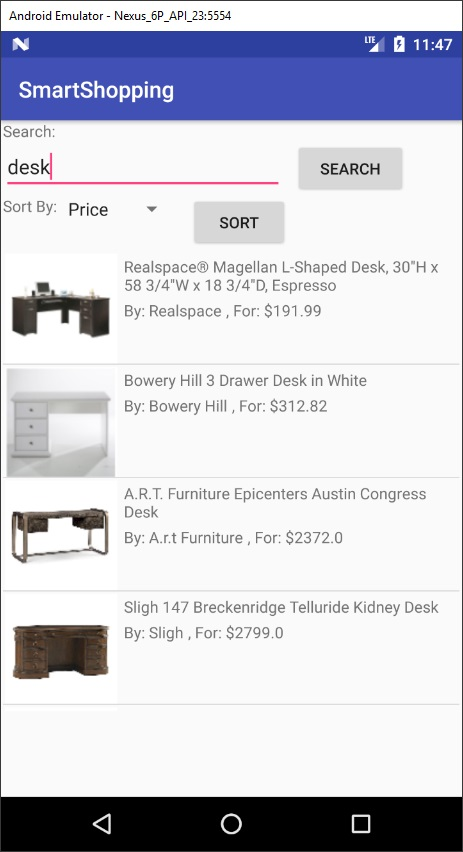 Android Emulator - Nexus_6P_API_23:5554
LTE 11:47
SmartShopping
Search:
desk SEARCH
Sort By: Price SORT
Realspace® Magellan L-Shaped Desk, 30"H x
58 3/4"W x 18 3/4"D, Espresso
By: Realspace , For: $191.99
Bowery Hill 3 Drawer Desk in White
By: Bowery Hill , For: $312.82
A.R.T. Furniture Epicenters Austin Congress
Desk
By: A.r.t Furniture , For: $2372.0
Sligh 147 Breckenridge Telluride Kidney Desk
By: Sligh , For: $2799.0